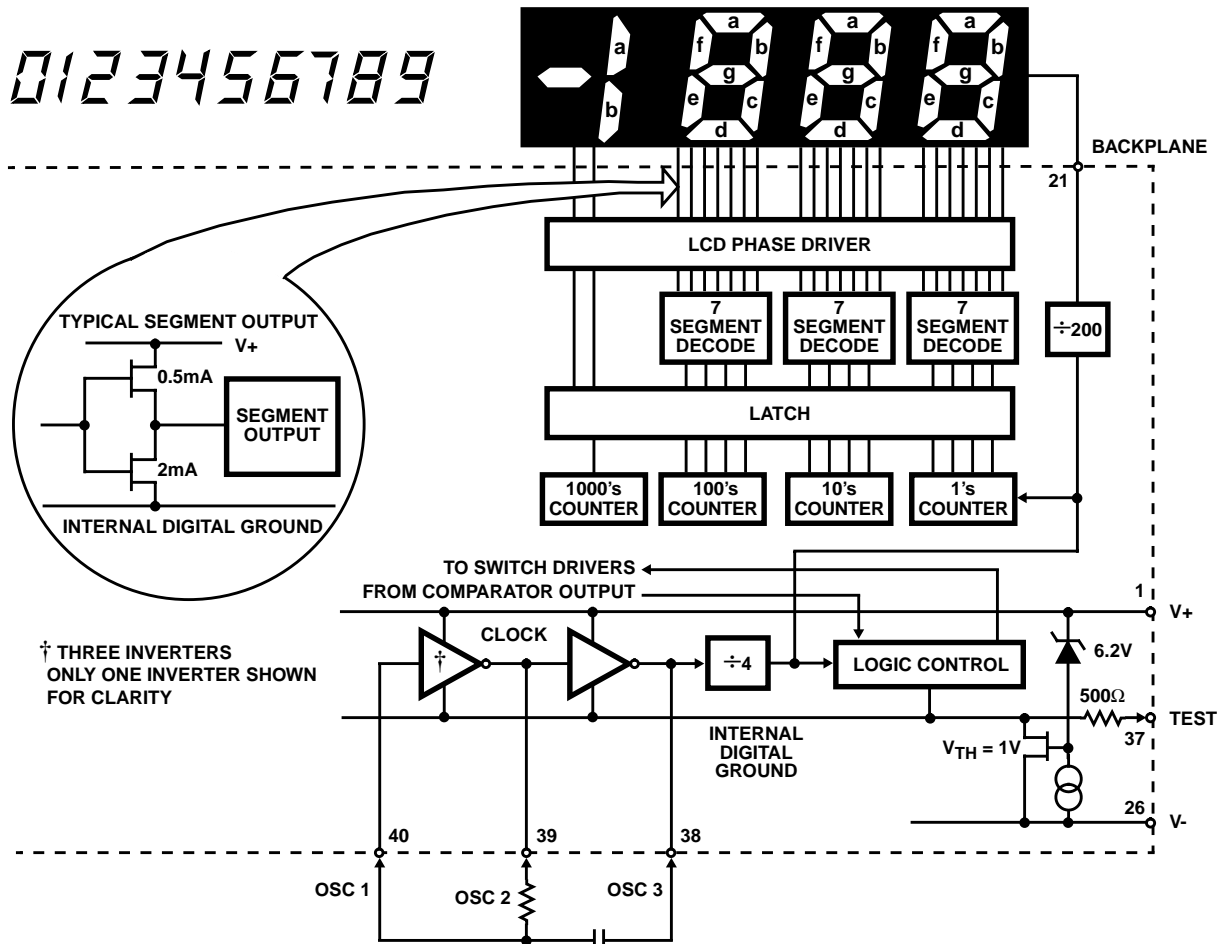 0123456789
a
b
a
f b
g
e c
d
a
f b
g
e c
d
a
f b
g
e c
d
BACKPLANE
21
LCD PHASE DRIVER
TYPICAL SEGMENT OUTPUT
V+
0.5mA
SEGMENT
OUTPUT
2mA
INTERNAL DIGITAL GROUND
7
SEGMENT
DECODE
7
SEGMENT
DECODE
7
SEGMENT
DECODE
÷200
LATCH
1000's
COUNTER
100's
COUNTER
10's
COUNTER
1's
COUNTER
TO SWITCH DRIVERS
FROM COMPARATOR OUTPUT
1
V+
† THREE INVERTERS
ONLY ONE INVERTER SHOWN
FOR CLARITY
†
CLOCK
÷4
LOGIC CONTROL
6.2V
500Ω
TEST
37
INTERNAL
DIGITAL
GROUND
VTH = 1V
26
V-
40
39
38
OSC 1
OSC 2
OSC 3